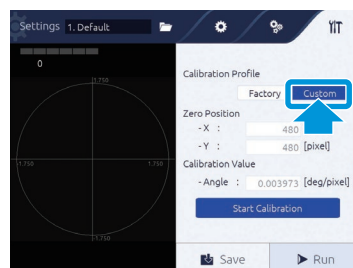 Settings 1. Default
0
1.750
1.750 1.750
-1.750
Calibration Profile
Factory Custom
Zero Position
- X : 480
- Y : 480 [pixel]
Calibration Value
- Angle : 0.003973 [deg/pixel]
Start Calibration
Save Run